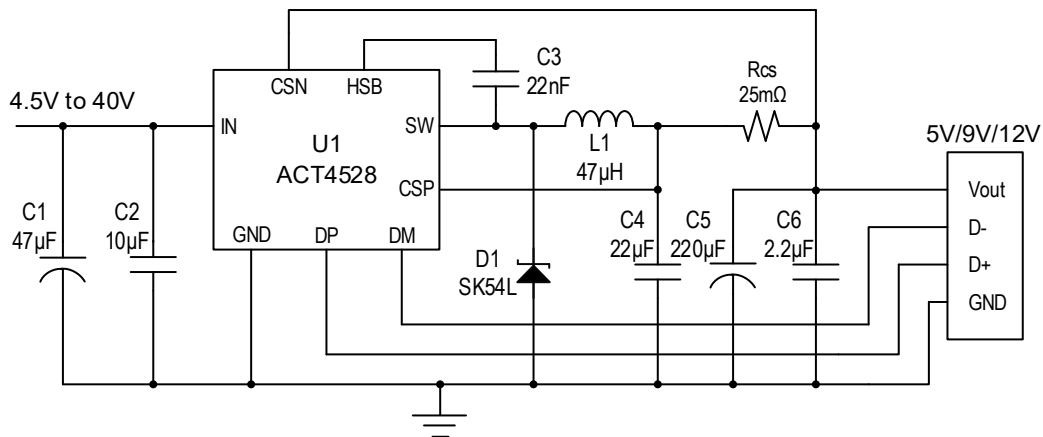 CSN
HSB
C3
22nF
Rcs
25mΩ
4.5V to 40V
IN
SW
U1
ACT4528
L1
47μH
5V/9V/12V
CSP
Vout
C1
47μF
C2
10μF
GND
DP
DM
C4
22μF
C5
220μF
C6
2.2μF
D-
D1
SK54L
D+
GND